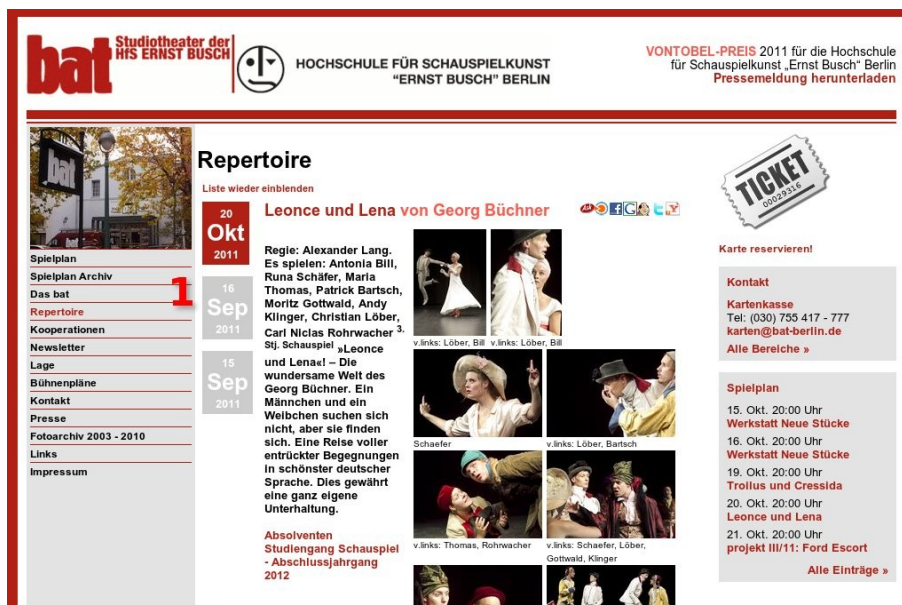 bat
Studiotheater der
HfS ERNST BUSCH
HOCHSCHULE FÜR SCHAUSPIELKUNST
"ERNST BUSCH" BERLIN
VONTOBEL-PREIS 2011 für die Hochschule
für Schauspielkunst „Ernst Busch“ Berlin
Pressemeldung herunterladen
bat
Spielplan
Spielplan Archiv
Das bat
1
Repertoire
Kooperationen
Newsletter
Lage
Bühnenpläne
Kontakt
Presse
Fotoarchiv 2003 - 2010
Links
Impressum
Repertoire
Liste wieder einblenden
20
Okt
2011
16
Sep
2011
15
Sep
2011
Leonce und Lena von Georg Büchner
Regie: Alexander Lang.
Es spielen: Antonia Bill,
Runa Schäfer, Maria
Thomas, Patrick Bartsch,
Moritz Gottwald, Andy
Klinger, Christian Löber,
Carl Niclas Rohrwacher 3.
Stj. Schauspiel »Leonce
und Lena«! – Die
wundersame Welt des
Georg Büchner. Ein
Männchen und ein
Weibchen suchen sich
nicht, aber sie finden
sich. Eine Reise voller
entrückter Begegnungen
in schönster deutscher
Sprache. Dies gewährt
eine ganz eigene
Unterhaltung.
Absolventen
Studiengang Schauspiel
- Abschlussjahrgang
2012
v.links: Löber, Bill
v.links: Löber, Bill
Schaefer
v.links: Löber, Bartsch
v.links: Thomas, Rohrwacher
v.links: Schaefer, Löber,
Gottwald, Klinger
TICKET
00029316
Karte reservieren!
Kontakt
Kartenkasse
Tel: (030) 755 417 - 777
karten@bat-berlin.de
Alle Bereiche »
Spielplan
15. Okt. 20:00 Uhr
Werkstatt Neue Stücke
16. Okt. 20:00 Uhr
Werkstatt Neue Stücke
19. Okt. 20:00 Uhr
Troilus und Cressida
20. Okt. 20:00 Uhr
Leonce und Lena
21. Okt. 20:00 Uhr
projekt III/11: Ford Escort
Alle Einträge »